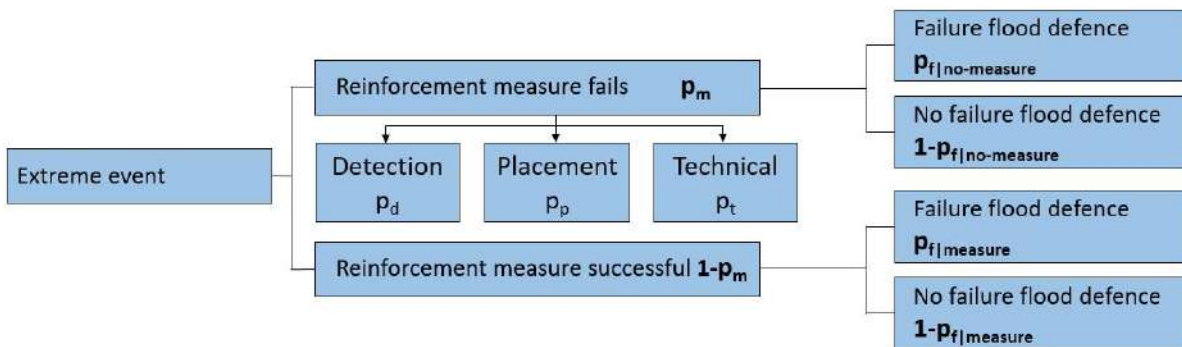 Failure flood defence
p_f|no-measure
Reinforcement measure fails p_m
No failure flood defence
1-p_f|no-measure
Extreme event
Detection
p_d
Placement
p_p
Technical
p_t
Failure flood defence
p_f|measure
Reinforcement measure successful 1-p_m
No failure flood defence
1-p_f|measure